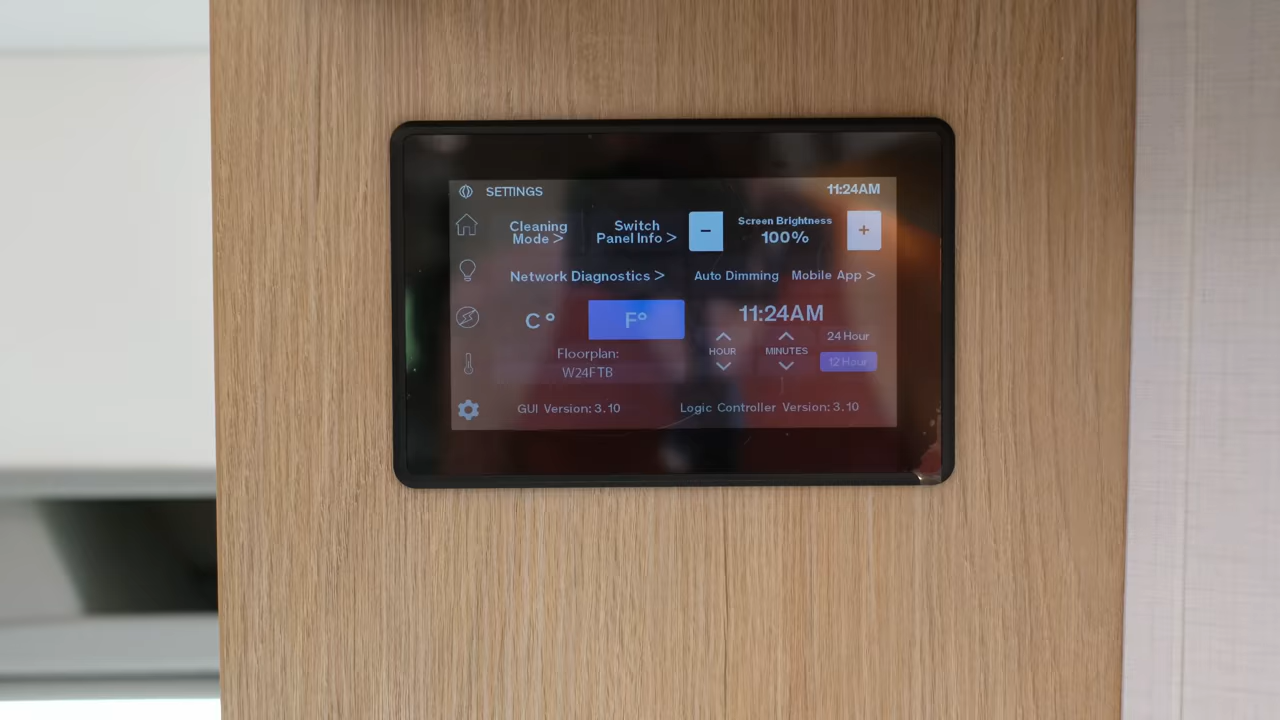 SETTINGS
11:24AM
Cleaning
Mode >
Switch
Panel Info >
−
Screen Brightness
100%
+
Network Diagnostics >
Auto Dimming
Mobile App >
C°
F°
11:24AM
HOUR
MINUTES
24 Hour
12 Hour
Floorplan:
W24FTB
GUI Version: 3.10
Logic Controller Version: 3.10